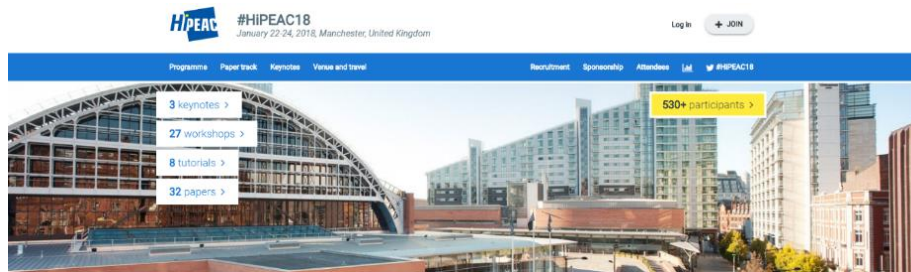 HiPEAC
#HiPEAC18
January 22-24, 2018, Manchester, United Kingdom
Log in
+ JOIN
Programme Paper track Keynotes Venue and travel
Recruitment Sponsorship Attendees #HiPEAC18
3 keynotes >
530+ participants >
27 workshops >
8 tutorials >
32 papers >